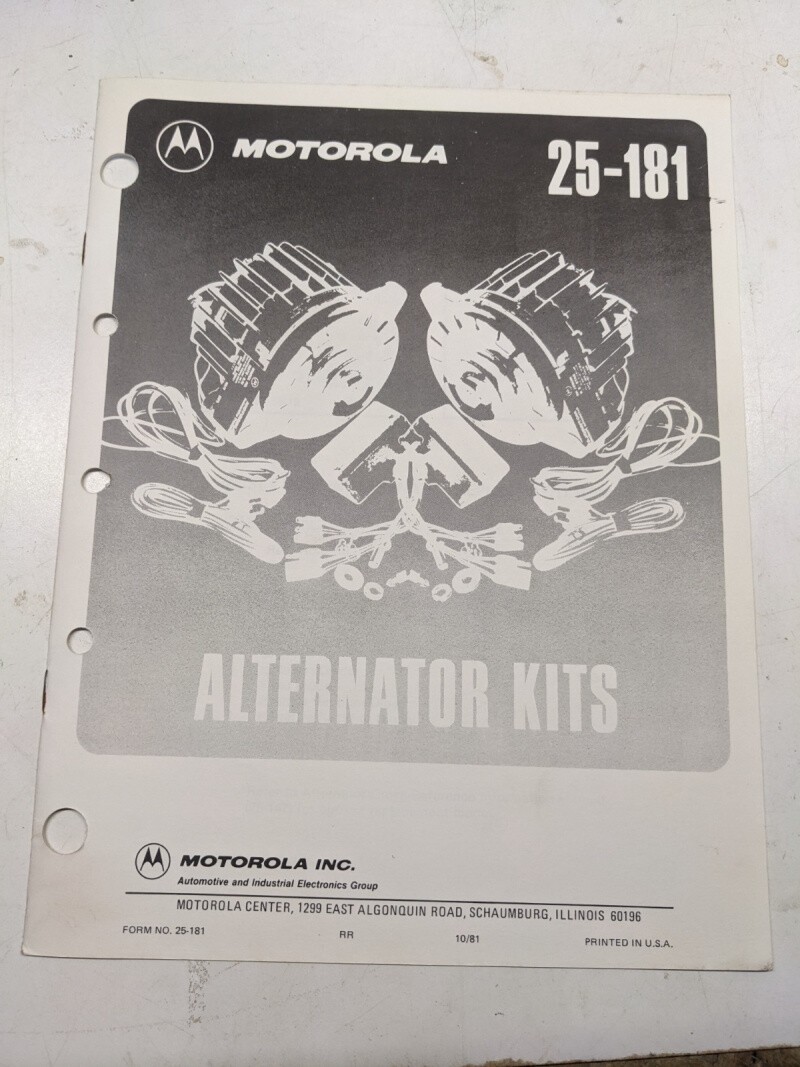 MOTOROLA
25-181
ALTERNATOR KITS
MOTOROLA INC.
Automotive and Industrial Electronics Group
MOTOROLA CENTER, 1299 EAST ALGONQUIN ROAD, SCHAUMBURG, ILLINOIS 60196
FORM NO. 25-181 RR 10/81 PRINTED IN U.S.A.